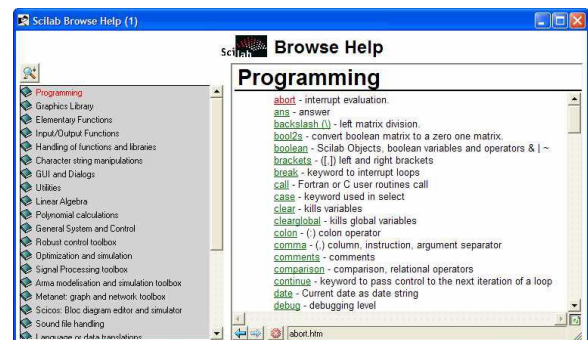 Scilab Browse Help (1)
Scilab Browse Help
Programming
Graphics Library
Elementary Functions
Input/Output Functions
Handling of functions and libraries
Character string manipulations
GUI and Dialogs
Utilities
Linear Algebra
Polynomial calculations
General System and Control
Robust control toolbox
Optimization and simulation
Signal Processing toolbox
Arma modelisation and simulation toolbox
Metanet: graph and network toolbox
Scicos: Bloc diagram editor and simulator
Sound file handling
Language or data translations
Programming
abort - interrupt evaluation.
ans - answer
backslash (\) - left matrix division.
bool2s - convert boolean matrix to a zero one matrix.
boolean - Scilab Objects, boolean variables and operators & | ~
brackets - ([,]) left and right brackets
break - keyword to interrupt loops
call - Fortran or C user routines call
case - keyword used in select
clear - kills variables
clearglobal - kills global variables
colon - (:) colon operator
comma - (,) column, instruction, argument separator
comments - comments
comparison - comparison, relational operators
continue - keyword to pass control to the next iteration of a loop
date - Current date as date string
debug - debugging level
abort.htm